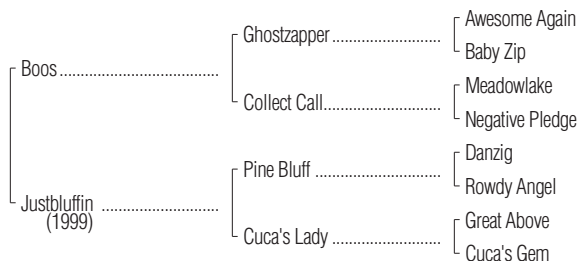 Awesome Again
Ghostzapper
Baby Zip
Boos
Meadowlake
Collect Call
Negative Pledge
Danzig
Pine Bluff
Rowdy Angel
Justbluffin
(1999)
Great Above
Cuca's Lady
Cuca's Gem